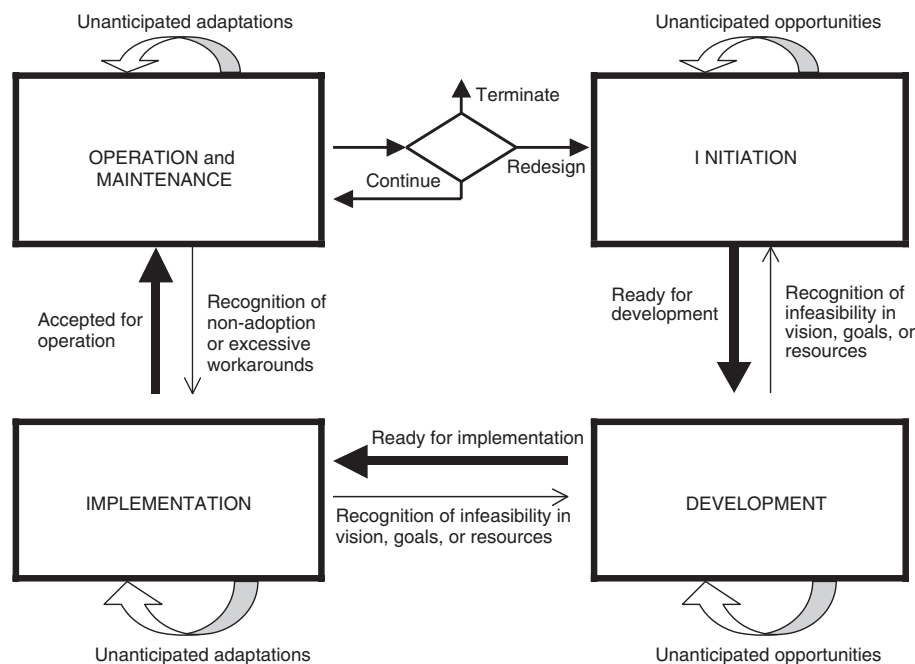 Unanticipated adaptations
Unanticipated opportunities
Terminate
OPERATION and
MAINTENANCE
I NITIATION
Continue
Redesign
Accepted for
operation
Recognition of
non-adoption
or excessive
workarounds
Ready for
development
Recognition of
infeasibility in
vision, goals, or
resources
Ready for implementation
IMPLEMENTATION
DEVELOPMENT
Recognition of infeasibility in
vision, goals, or resources
Unanticipated adaptations
Unanticipated opportunities